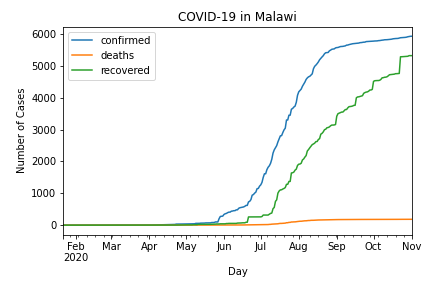 COVID-19 in Malawi
confirmed
deaths
recovered
Number of Cases
6000
5000
4000
3000
2000
1000
0
Feb Mar Apr May Jun Jul Aug Sep Oct Nov
2020
Day